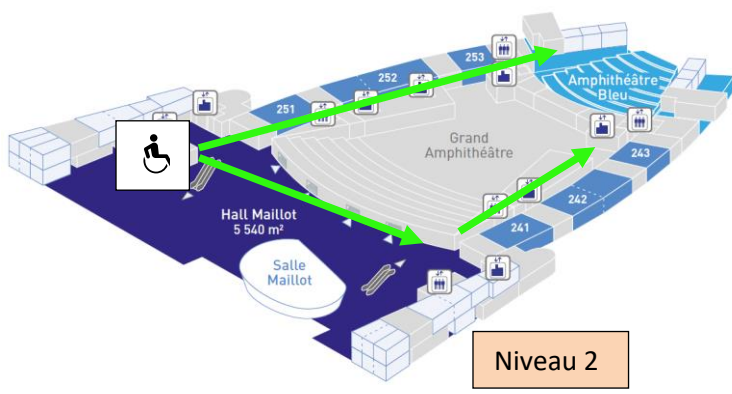 253
252
251
Amphithéâtre
Bleu
Grand
Amphithéâtre
243
242
241
Hall Maillot
5 540 m²
Salle
Maillot
Niveau 2